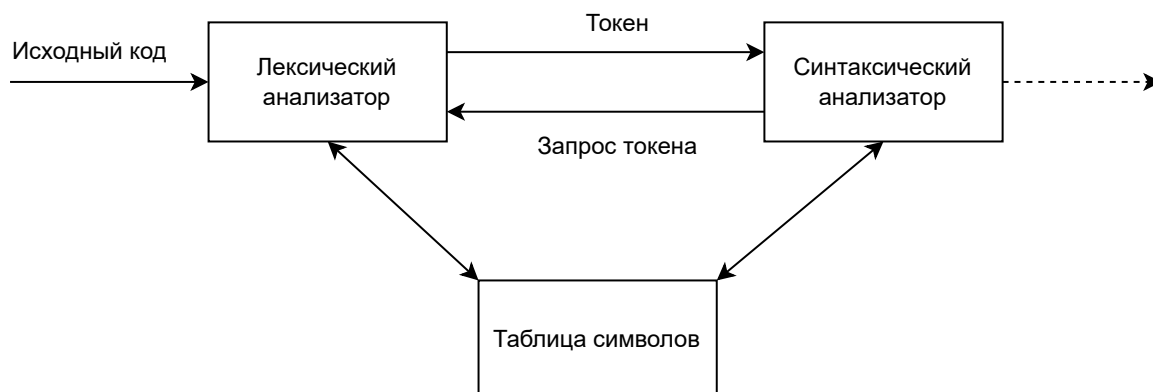 Исходный код
Лексический
анализатор
Токен
Запрос токена
Синтаксический
анализатор
Таблица символов